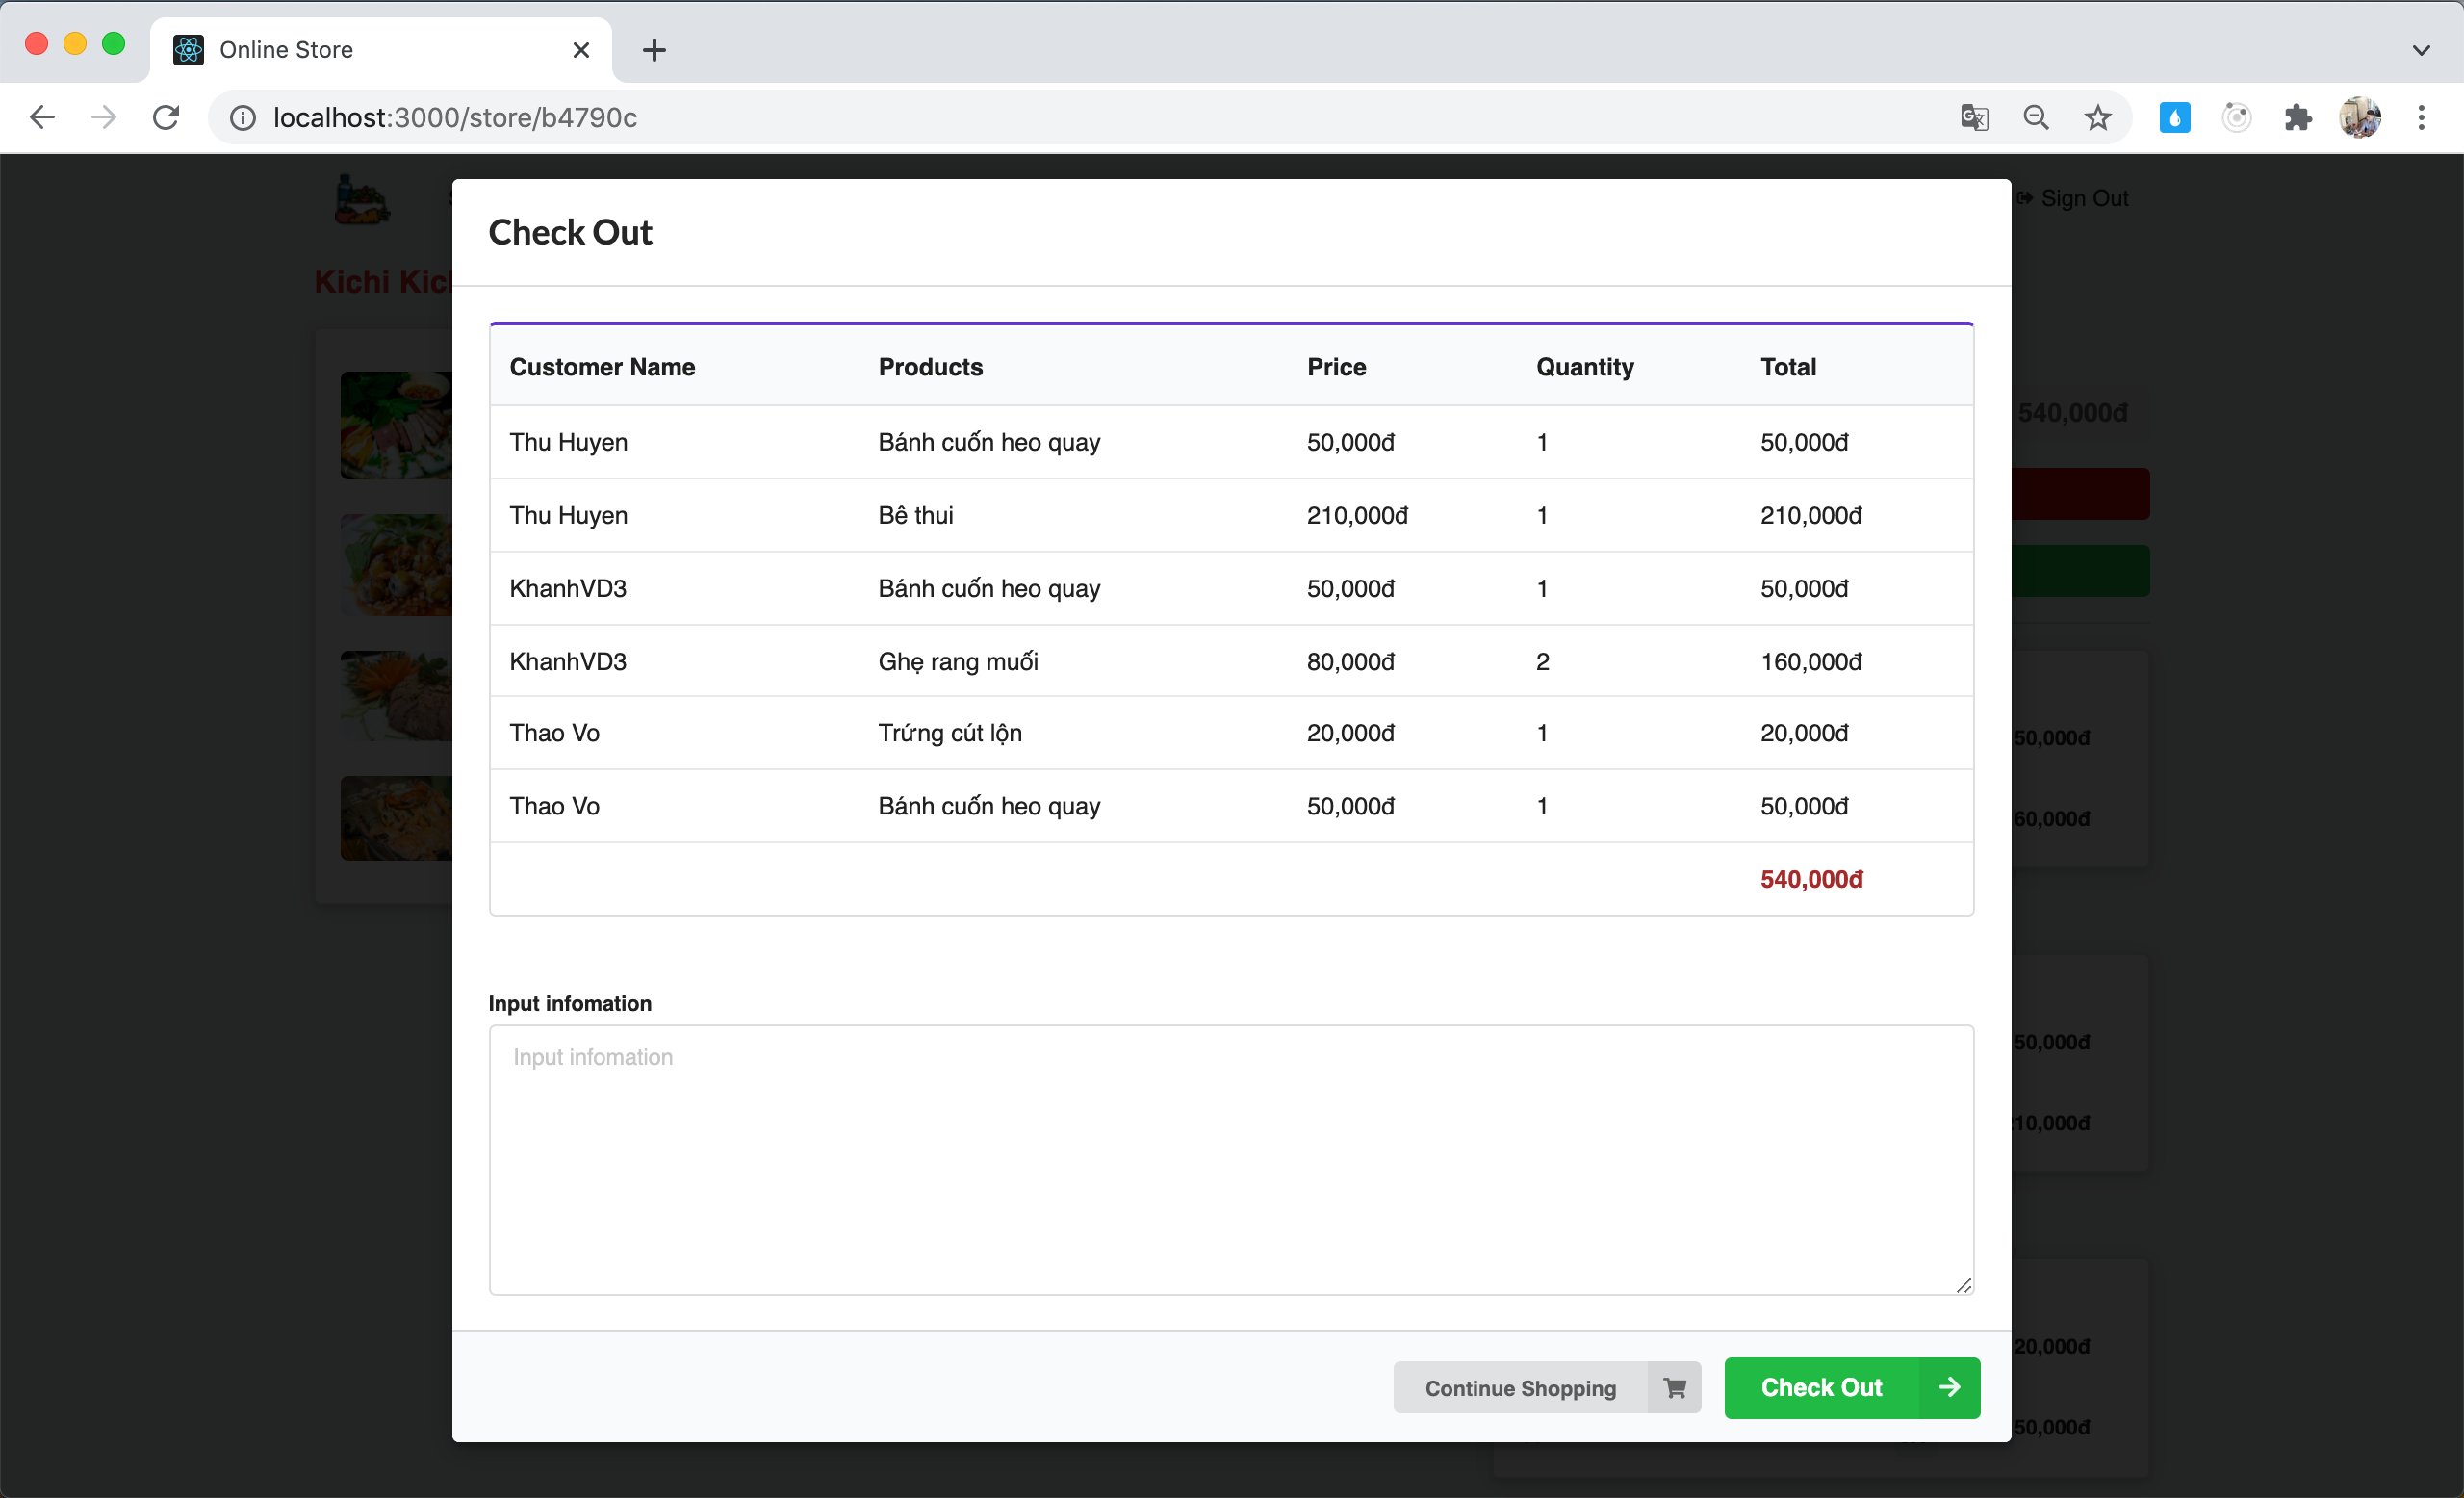 Online Store
localhost:3000/store/b4790c
Sign Out
Check Out
Kichi
Customer Name Products Price Quantity Total
540,000đ
Thu Huyen Bánh cuốn heo quay 50,000đ 1 50,000đ
Thu Huyen Bê thui 210,000đ 1 210,000đ
KhanhVD3 Bánh cuốn heo quay 50,000đ 1 50,000đ
KhanhVD3 Ghẹ rang muối 80,000đ 2 160,000đ
Thao Vo Trứng cút lộn 20,000đ 1 20,000đ
50,000đ
Thao Vo Bánh cuốn heo quay 50,000đ 1 50,000đ
60,000đ
540,000đ
Input infomation
Input infomation
50,000đ
10,000đ
20,000đ
Continue Shopping
Check Out
50,000đ